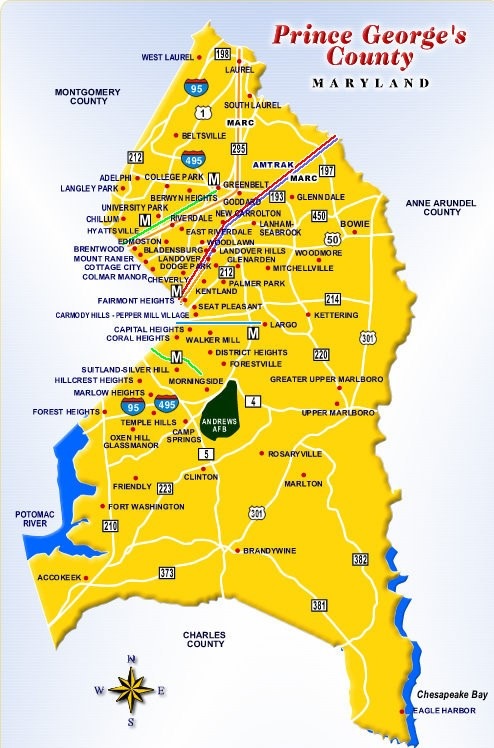 Prince George's
County
MARYLAND
WEST LAUREL
198
LAUREL
MONTGOMERY
COUNTY
95
SOUTH LAUREL
1
MARC
BELTSVILLE
295
495
212
AMTRAK
197
MARC
ADELPHI
COLLEGE PARK
M
LANGLEY PARK
GREENBELT
BERWYN HEIGHTS
GODDARD
193
GLENN DALE
ANNE ARUNDEL
COUNTY
UNIVERSITY PARK
NEW CARROLTON
450
CHILLUM
M
RIVERDALE
LANHAM-
SEABROOK
BOWIE
HYATTSVILLE
EAST RIVERDALE
50
EDMOSTON
WOODLAWN
BRENTWOOD
BLADENSBURG
LANDOVER HILLS
WOODMORE
MOUNT RANIER
LANDOVER
GLENARDEN
COTTAGE CITY
DODGE PARK
212
MITCHELLVILLE
COLMAR MANOR
CHEVERLY
PALMER PARK
M
KENTLAND
FAIRMONT HEIGHTS
SEAT PLEASANT
214
CARMODY HILLS - PEPPER MILL VILLAGE
KETTERING
CAPITAL HEIGHTS
LARGO
M
CORAL HEIGHTS
WALKER MILL
301
M
DISTRICT HEIGHTS
220
FORESTVILLE
SUITLAND-SILVER HILL
HILLCREST HEIGHTS
MORNINGSIDE
GREATER UPPER MARLBORO
MARLOW HEIGHTS
95
495
4
FOREST HEIGHTS
UPPER MARLBORO
TEMPLE HILLS
ANDREWS
AFB
OXEN HILL
GLASSMANOR
CAMP
SPRINGS
5
ROSARYVILLE
CLINTON
FRIENDLY
223
MARLTON
FORT WASHINGTON
POTOMAC
RIVER
301
210
BRANDYWINE
382
ACCOKEEK
373
381
CHARLES
COUNTY
N
W
E
S
Chesapeake Bay
EAGLE HARBOR